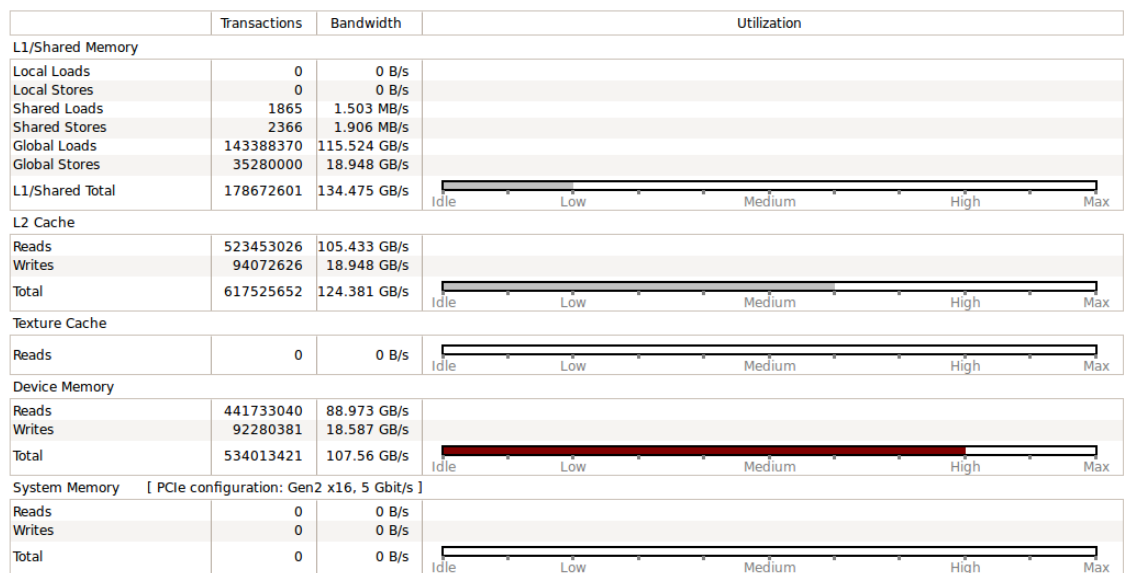 Transactions Bandwidth Utilization
L1/Shared Memory
Local Loads 0 0 B/s
Local Stores 0 0 B/s
Shared Loads 1865 1.503 MB/s
Shared Stores 2366 1.906 MB/s
Global Loads 143388370 115.524 GB/s
Global Stores 35280000 18.948 GB/s
L1/Shared Total 178672601 134.475 GB/s
Idle Low Medium High Max
L2 Cache
Reads 523453026 105.433 GB/s
Writes 94072626 18.948 GB/s
Total 617525652 124.381 GB/s
Idle Low Medium High Max
Texture Cache
Reads 0 0 B/s
Idle Low Medium High Max
Device Memory
Reads 441733040 88.973 GB/s
Writes 92280381 18.587 GB/s
Total 534013421 107.56 GB/s
Idle Low Medium High Max
System Memory [ PCIe configuration: Gen2 x16, 5 Gbit/s ]
Reads 0 0 B/s
Writes 0 0 B/s
Total 0 0 B/s
Idle Low Medium High Max